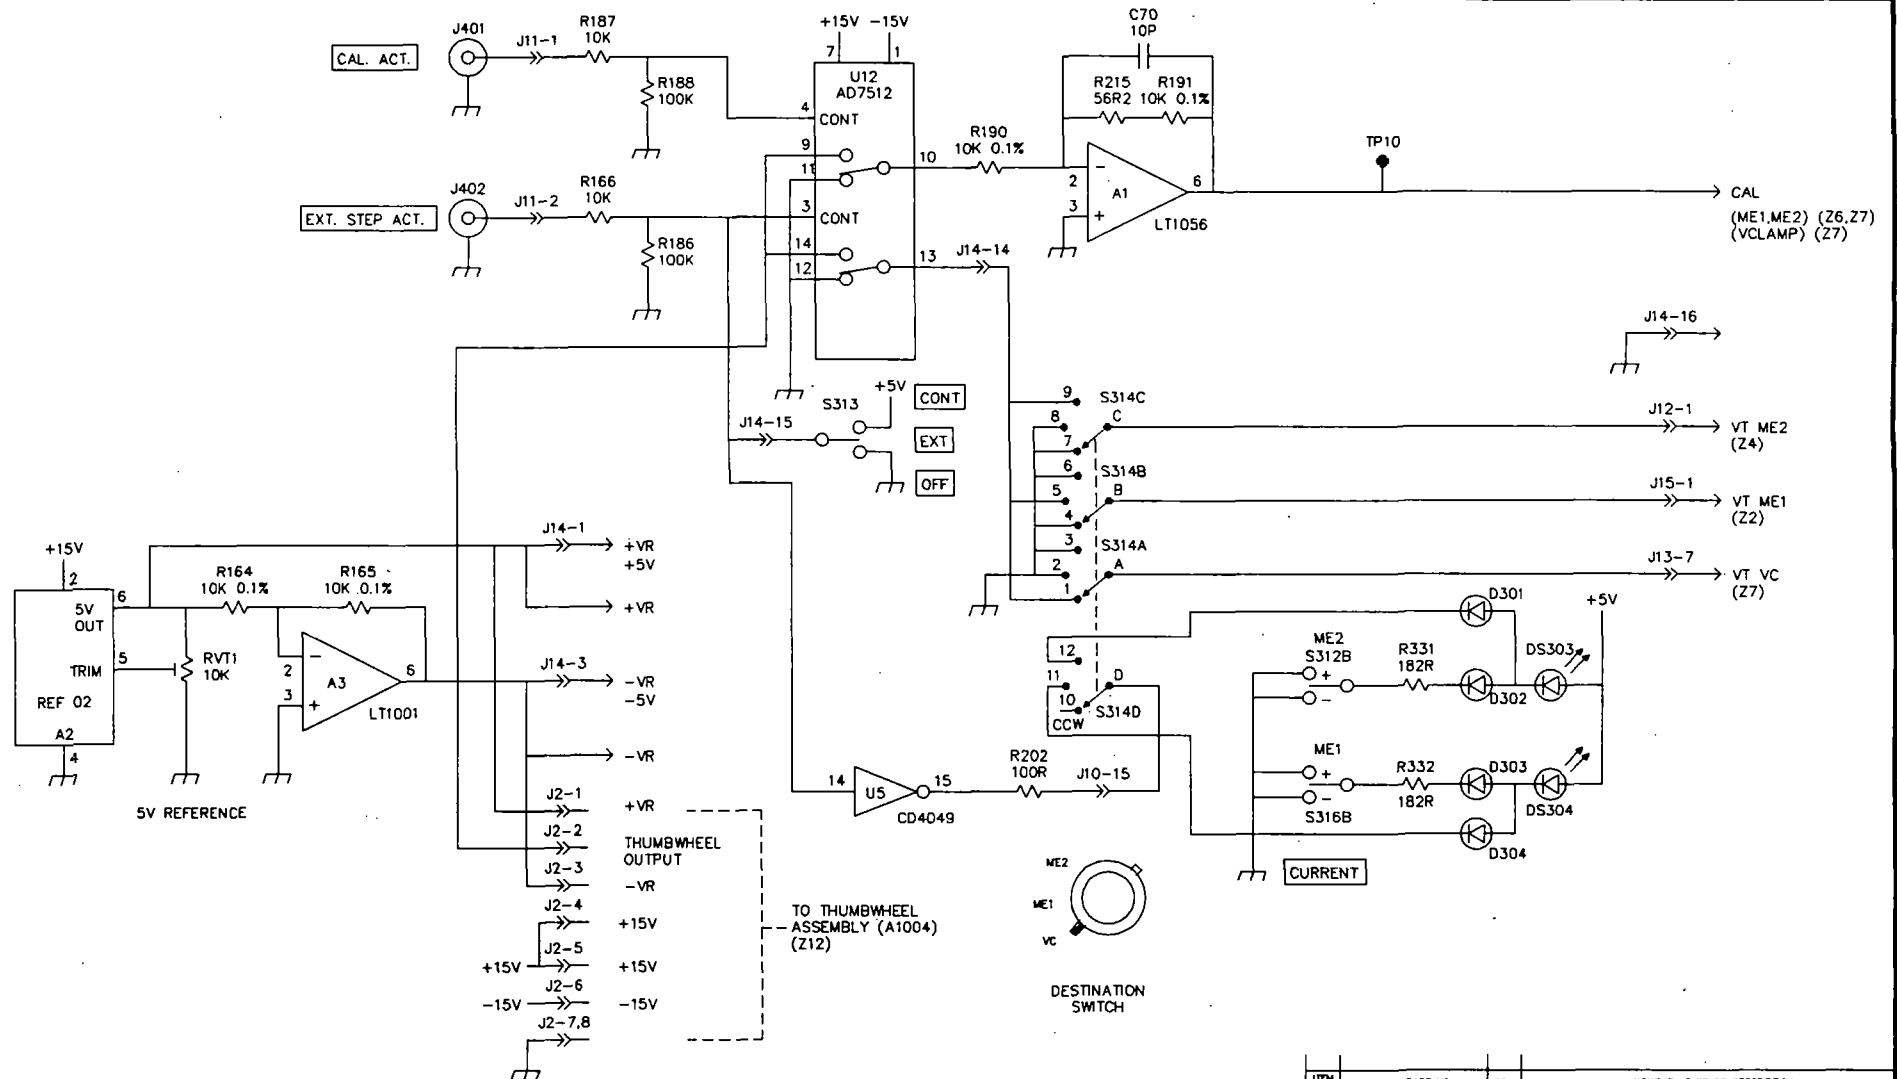 CAL. ACT.
J401
J11-1
R187
10K
R188
100K
+15V -15V
7
1
U12
AD7512
4
CONT
9
11
10
3
CONT
14
12
13
EXT. STEP ACT.
J402
J11-2
R166
10K
R186
100K
R190
10K 0.1%
C70
10P
R215
56R2
R191
10K 0.1%
2
3
-
+
A1
6
LT1056
TP10
CAL
(ME1,ME2) (Z6,Z7)
(VCLAMP) (Z7)
J14-14
J14-16
J14-15
S313
+5V
CONT
EXT
OFF
9
8
7
S314C
C
6
5
4
S314B
B
3
2
1
S314A
A
J12-1
VT ME2
(Z4)
J15-1
VT ME1
(Z2)
J13-7
VT VC
(Z7)
12
11
10
CCW
D
S314D
+15V
2
5V
OUT
6
TRIM
5
REF 02
A2
4
RVT1
10K
R164
10K 0.1%
R165
10K 0.1%
2
3
-
+
A3
6
LT1001
5V REFERENCE
J14-1
+VR
+5V
+VR
J14-3
-VR
-5V
-VR
J2-1
+VR
J2-2
THUMBWHEEL
OUTPUT
J2-3
-VR
J2-4
+15V
J2-5
+15V
+15V
J2-6
-15V
-15V
J2-7,8
TO THUMBWHEEL
ASSEMBLY (A1004)
(Z12)
14
U5
15
CD4049
R202
100R
J10-15
D301
+5V
ME2
S312B
+
-
R331
182R
D302
DS303
ME1
+
-
S316B
R332
182R
D303
DS304
D304
CURRENT
ME2
ME1
VC
DESTINATION
SWITCH